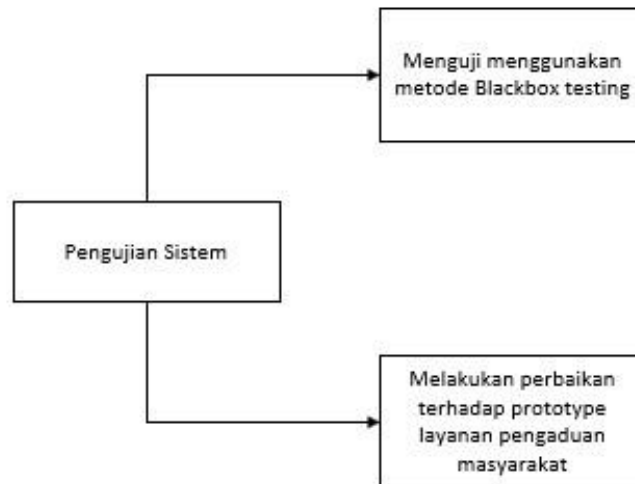 Menguji menggunakan
metode Blackbox testing
Pengujian Sistem
Melakukan perbaikan
terhadap prototype
layanan pengaduan
masyarakat